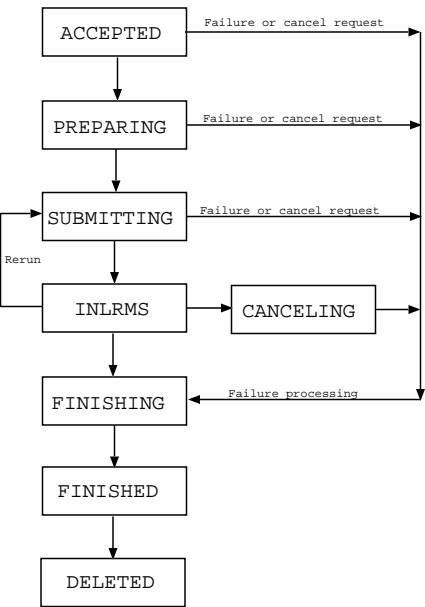 ACCEPTED
Failure or cancel request
PREPARING
Failure or cancel request
SUBMITTING
Failure or cancel request
Rerun
INLRMS
CANCELING
FINISHING
Failure processing
FINISHED
DELETED